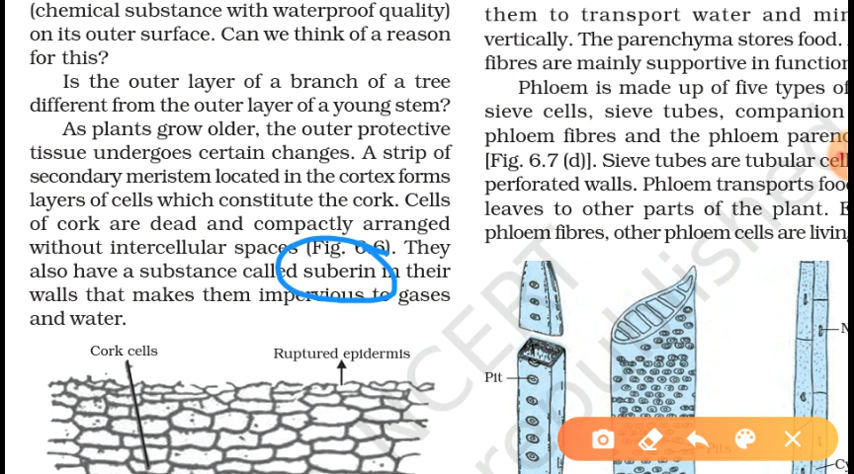 (chemical substance with waterproof quality)
on its outer surface. Can we think of a reason
for this?
Is the outer layer of a branch of a tree
different from the outer layer of a young stem?
As plants grow older, the outer protective
tissue undergoes certain changes. A strip of
secondary meristem located in the cortex forms
layers of cells which constitute the cork. Cells
of cork are dead and compactly arranged
without intercellular spaces (Fig. 6.6). They
also have a substance called suberin in their
walls that makes them impervious to gases
and water.
Cork cells
Ruptured epidermis
them to transport water and min
vertically. The parenchyma stores food.
fibres are mainly supportive in function
Phloem is made up of five types of
sieve cells, sieve tubes, companion
phloem fibres and the phloem paren
[Fig. 6.7 (d)]. Sieve tubes are tubular cell
perforated walls. Phloem transports foo
leaves to other parts of the plant. E
phloem fibres, other phloem cells are livin
Pit
N
Pits
C
NCERT
republished